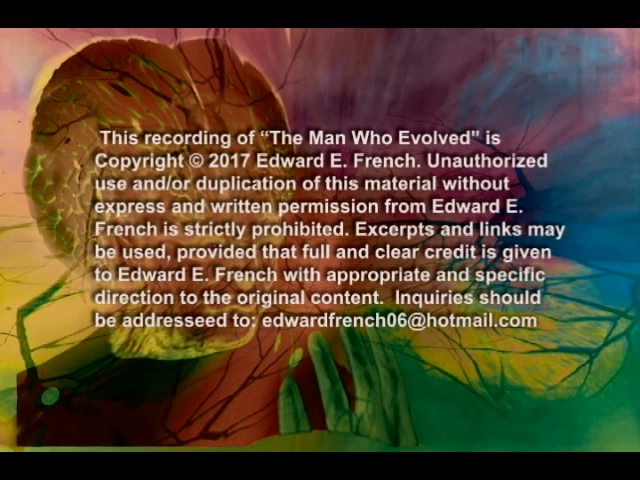 This recording of “The Man Who Evolved” is
Copyright © 2017 Edward E. French. Unauthorized
use and/or duplication of this material without
express and written permission from Edward E.
French is strictly prohibited. Excerpts and links may
be used, provided that full and clear credit is given
to Edward E. French with appropriate and specific
direction to the original content.  Inquiries should
be addresseed to: edwardfrench06@hotmail.com